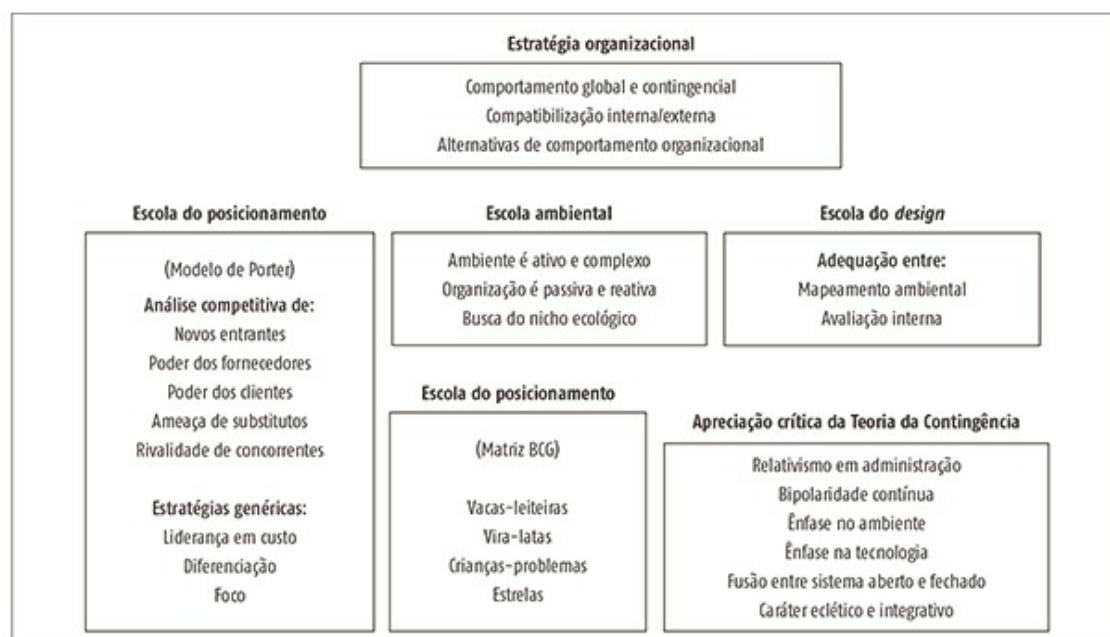 Estratégia organizacional
Comportamento global e contingencial
Compatibilização interna/externa
Alternativas de comportamento organizacional
Escola do posicionamento
(Modelo de Porter)
Análise competitiva de:
Novos entrantes
Poder dos fornecedores
Poder dos clientes
Ameaça de substitutos
Rivalidade de concorrentes
Estratégias genéricas:
Liderança em custo
Diferenciação
Foco
Escola ambiental
Ambiente é ativo e complexo
Organização é passiva e reativa
Busca do nicho ecológico
Escola do design
Adequação entre:
Mapeamento ambiental
Avaliação interna
Escola do posicionamento
(Matriz BCG)
Vacas-leiteiras
Vira-latas
Crianças-problemas
Estrelas
Apreciação crítica da Teoria da Contingência
Relativismo em administração
Bipolaridade contínua
Ênfase no ambiente
Ênfase na tecnologia
Fusão entre sistema aberto e fechado
Caráter eclético e integrativo